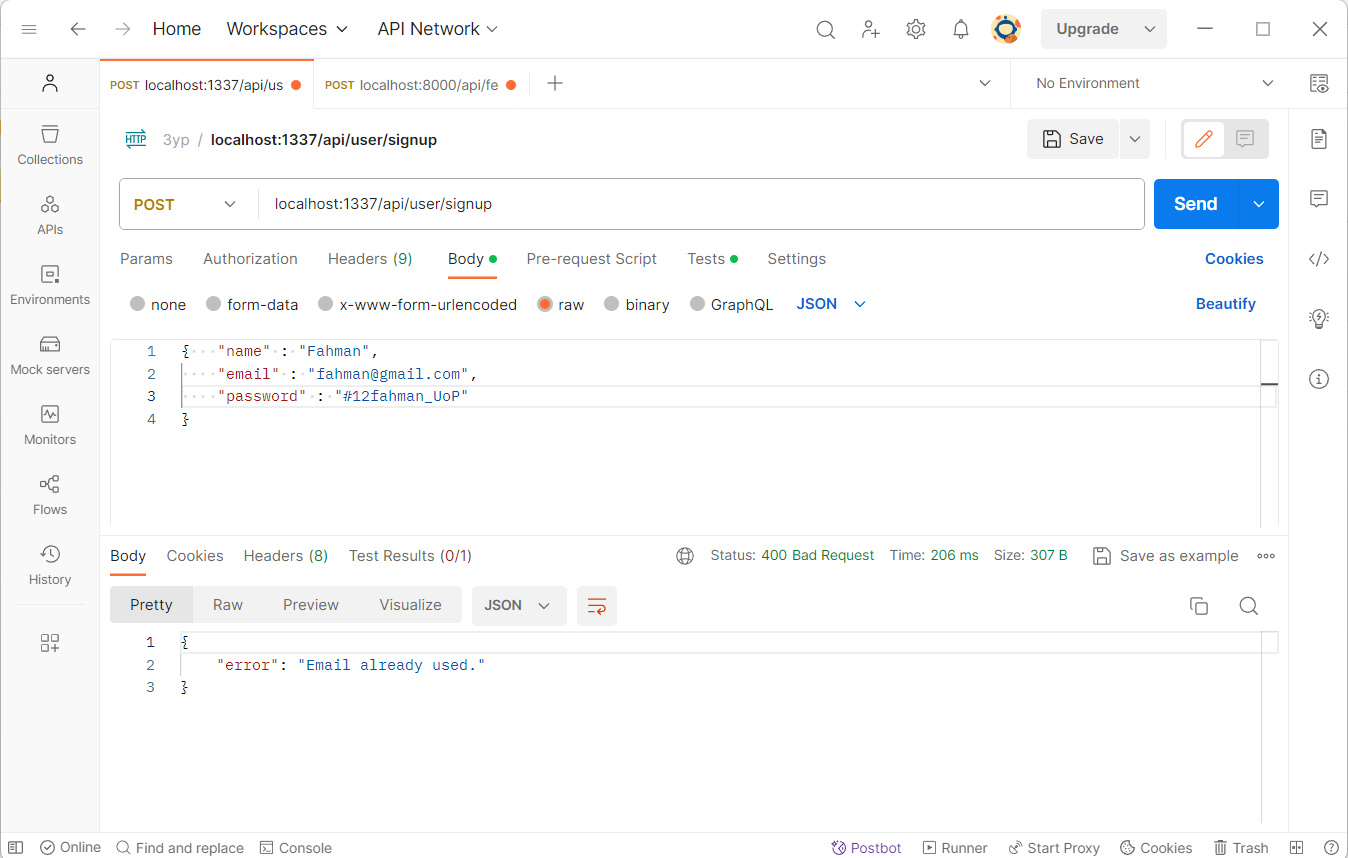 Home Workspaces API Network Upgrade
POST localhost:1337/api/us POST localhost:8000/api/fe No Environment
HTTP 3yp / localhost:1337/api/user/signup Save
Collections
POST localhost:1337/api/user/signup Send
APIs
Params Authorization Headers (9) Body Pre-request Script Tests Settings Cookies
Environments
none form-data x-www-form-urlencoded raw binary GraphQL JSON Beautify
1 { "name" : "Fahman",
2 "email" : "fahman@gmail.com",
Mock servers
3 "password" : "#12fahman_UoP"
4 }
Monitors
Flows
Body Cookies Headers (8) Test Results (0/1) Status: 400 Bad Request Time: 206 ms Size: 307 B Save as example
History
Pretty Raw Preview Visualize JSON
1 {
2 "error": "Email already used."
3 }
Online Find and replace Console Postbot Runner Start Proxy Cookies Trash